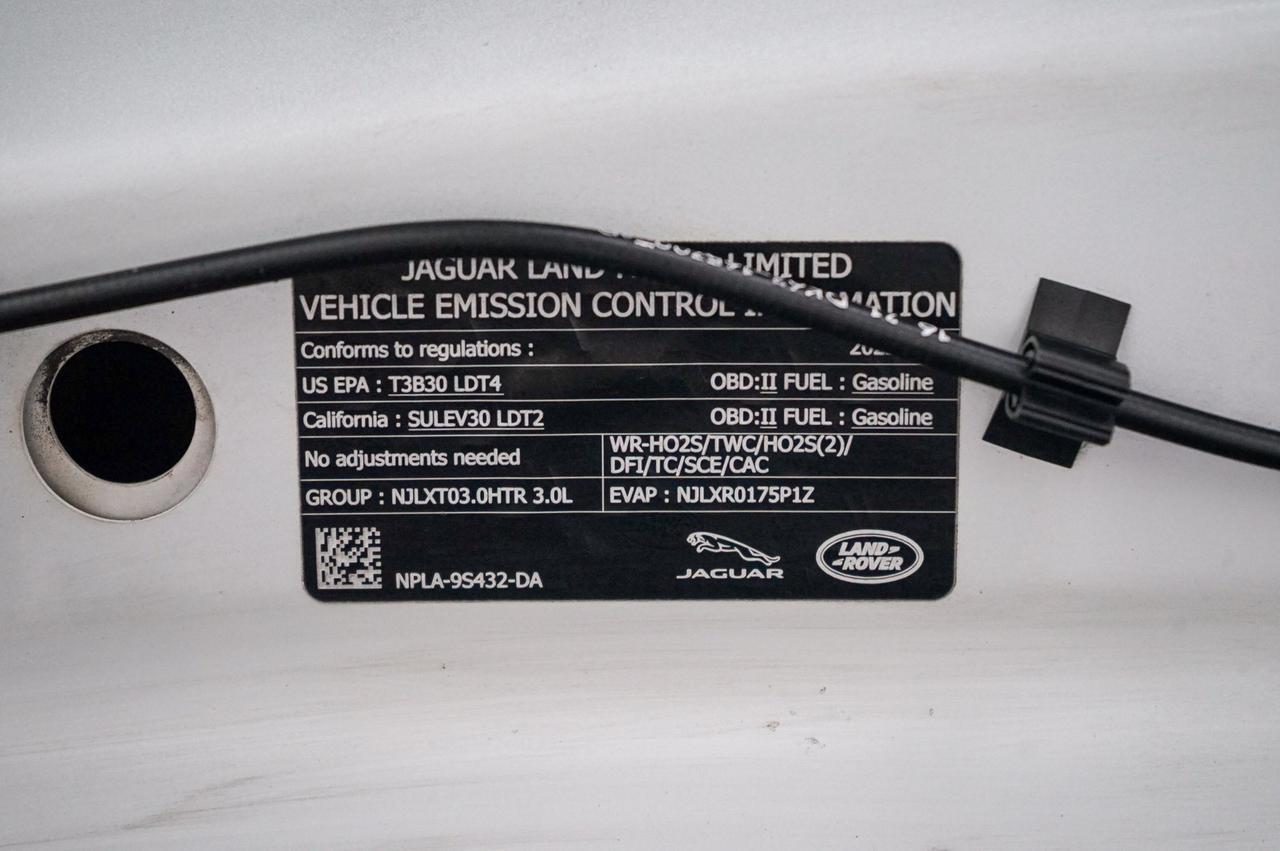 JAGUAR LAND LIMITED
VEHICLE EMISSION CONTROL INFORMATION
Conforms to regulations :
US EPA : T3B30 LDT4 OBD:II FUEL : Gasoline
California : SULEV30 LDT2 OBD:II FUEL : Gasoline
No adjustments needed
WR-HO2S/TWC/HO2S(2)/
DFI/TC/SCE/CAC
GROUP : NJLXT03.0HTR 3.0L EVAP : NJLXR0175P1Z
NPLA-9S432-DA
JAGUAR
LAND-
-ROVER